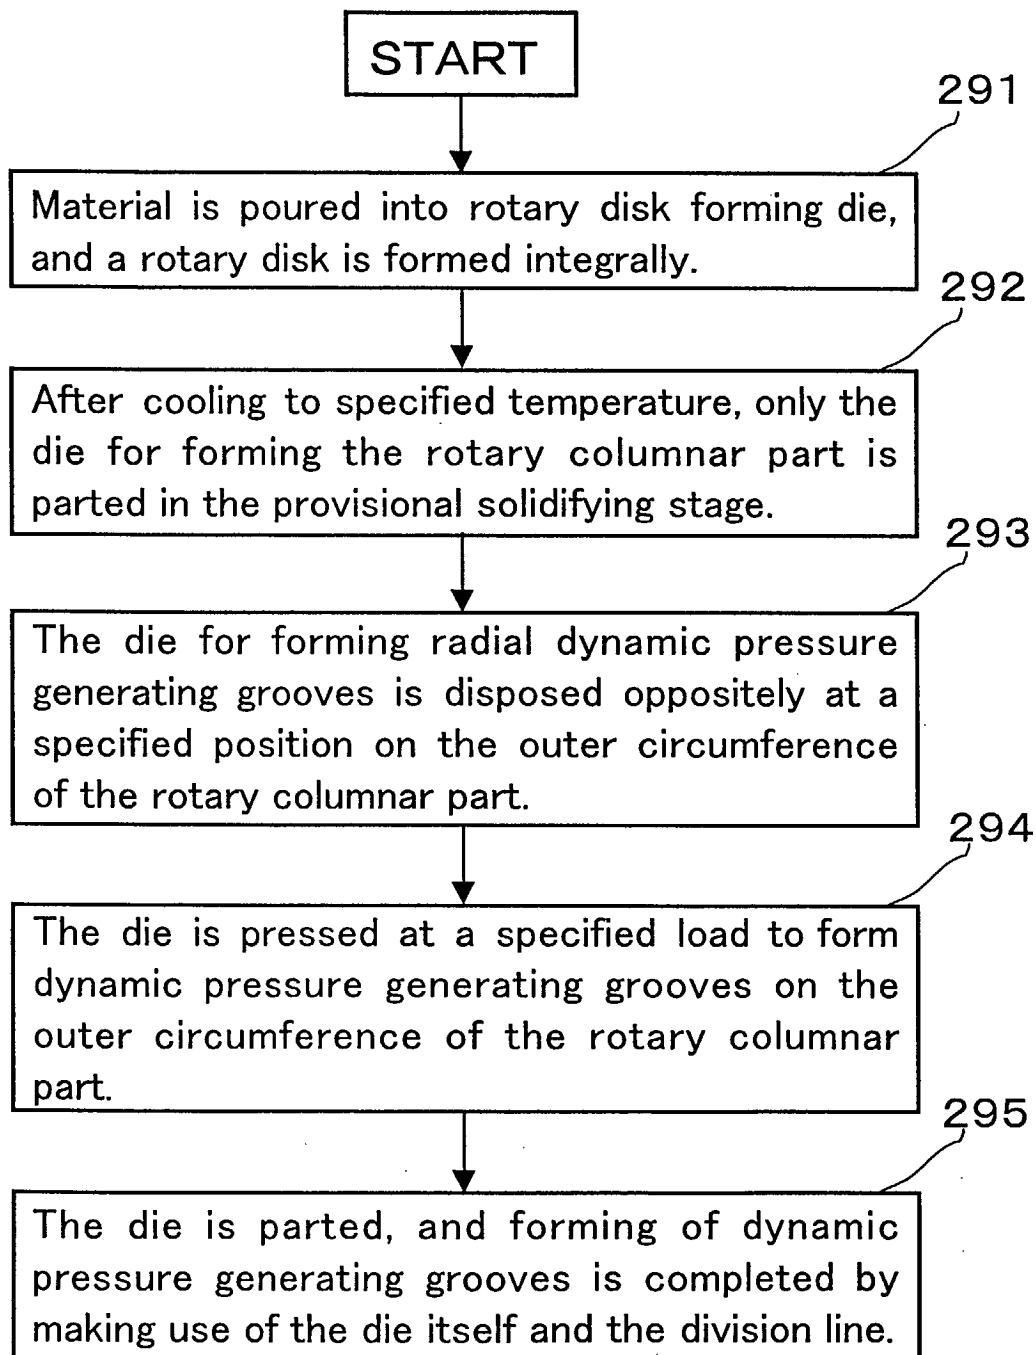 START
291
Material is poured into rotary disk forming die,
and a rotary disk is formed integrally.
292
After cooling to specified temperature, only the
die for forming the rotary columnar part is
parted in the provisional solidifying stage.
293
The die for forming radial dynamic pressure
generating grooves is disposed oppositely at a
specified position on the outer circumference
of the rotary columnar part.
294
The die is pressed at a specified load to form
dynamic pressure generating grooves on the
outer circumference of the rotary columnar
part.
295
The die is parted, and forming of dynamic
pressure generating grooves is completed by
making use of the die itself and the division line.